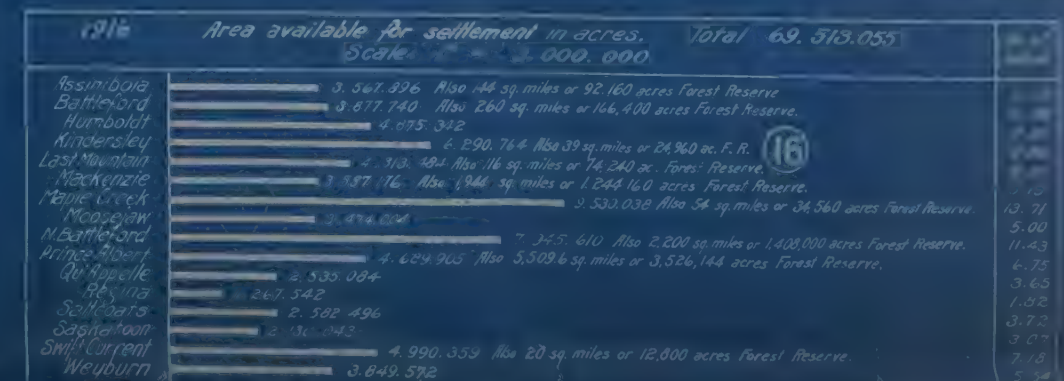 1916 Area available for settlement in acres. Total 69.513.055
Scale 000.000
Assiniboia 3.567.896 Also 144 sq. miles or 92.160 acres Forest Reserve
Battleford 3.877.740 Also 260 sq. miles or 166,400 acres Forest Reserve.
Humboldt 4.875.342
Kindersley 6.290.764 Also 39 sq. miles or 24,960 ac. F. R.
16
Last Mountain Also 116 sq. miles or 74,240 ac. Forest Reserve.
Mackenzie Also 1,944 sq. miles or 1.244.160 acres Forest Reserve.
Maple Creek 9.530.038 Also 54 sq. miles or 34,560 acres Forest Reserve. 13.71
Moosejaw 5.00
N.Battleford 7.945.610 Also 2,200 sq. miles or 1,408,000 acres Forest Reserve. 11.43
Prince Albert 4.689.905 Also 5,509.6 sq. miles or 3,526,144 acres Forest Reserve. 6.75
Qu'Appelle 2.535.084 3.65
Regina 267.542 1.82
Saltcoats 2.582.496 3.72
Saskatoon 3.07
Swift Current 4.990.359 Also 20 sq. miles or 12,800 acres Forest Reserve. 7.18
Weyburn 3.849.572